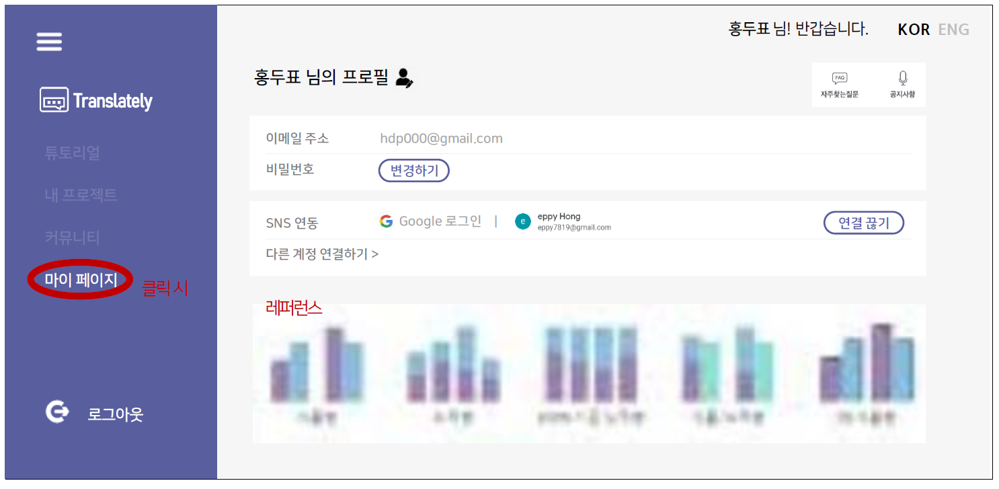 홍두표 님! 반갑습니다. KOR ENG
Translately
튜토리얼
내 프로젝트
커뮤니티
마이 페이지 클릭 시
로그아웃
홍두표 님의 프로필
FAQ
자주찾는질문 공지사항
이메일 주소 hdp000@gmail.com
비밀번호 변경하기
SNS 연동 Google 로그인 | e eppy Hong
eppy7819@gmail.com
연결 끊기
다른 계정 연결하기 >
레퍼런스